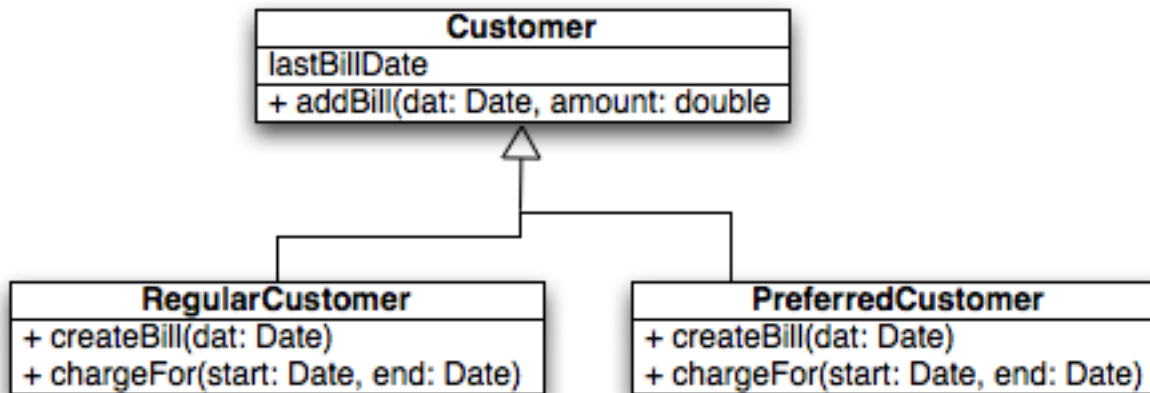 Customer
lastBillDate
+ addBill(dat: Date, amount: double
RegularCustomer
+ createBill(dat: Date)
+ chargeFor(start: Date, end: Date)
PreferredCustomer
+ createBill(dat: Date)
+ chargeFor(start: Date, end: Date)